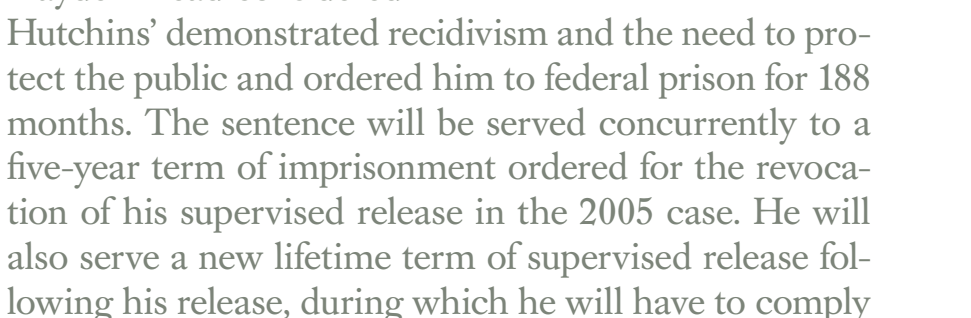 Hutchins’ demonstrated recidivism and the need to pro-
tect the public and ordered him to federal prison for 188
months. The sentence will be served concurrently to a
five-year term of imprisonment ordered for the revoca-
tion of his supervised release in the 2005 case. He will
also serve a new lifetime term of supervised release fol-
lowing his release, during which he will have to comply